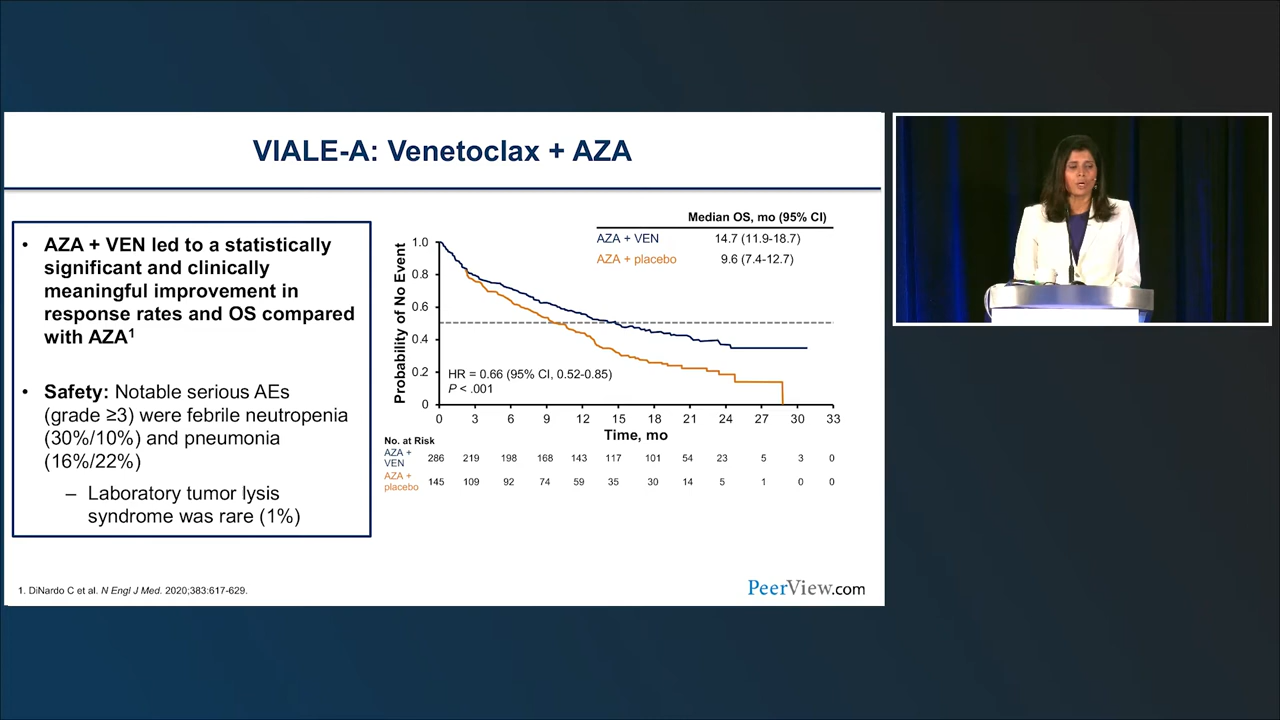 VIALE-A: Venetoclax + AZA
• AZA + VEN led to a statistically
significant and clinically
meaningful improvement in
response rates and OS compared
with AZA1
• Safety: Notable serious AEs
(grade ≥3) were febrile neutropenia
(30%/10%) and pneumonia
(16%/22%)
– Laboratory tumor lysis
syndrome was rare (1%)
Median OS, mo (95% CI)
AZA + VEN 14.7 (11.9-18.7)
AZA + placebo 9.6 (7.4-12.7)
Probability of No Event
1.0
0.8
0.6
0.4
0.2
0
HR = 0.66 (95% CI, 0.52-0.85)
P < .001
0 3 6 9 12 15 18 21 24 27 30 33
Time, mo
No. at Risk
AZA +
VEN 286 219 198 168 143 117 101 54 23 5 3 0
AZA +
placebo 145 109 92 74 59 35 30 14 5 1 0 0
1. DiNardo C et al. N Engl J Med. 2020;383:617-629.
PeerView.com